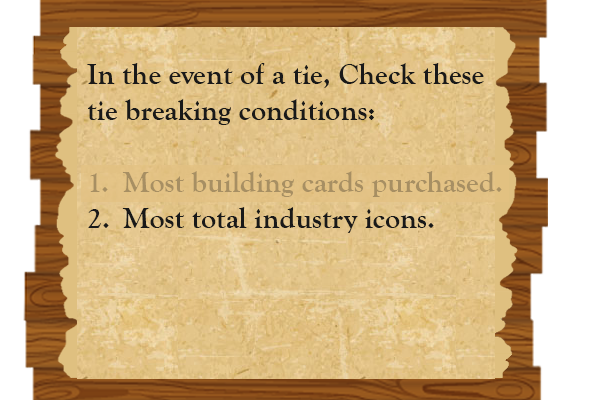 In the event of a tie, Check these
tie breaking conditions:
1. Most building cards purchased.
2. Most total industry icons.